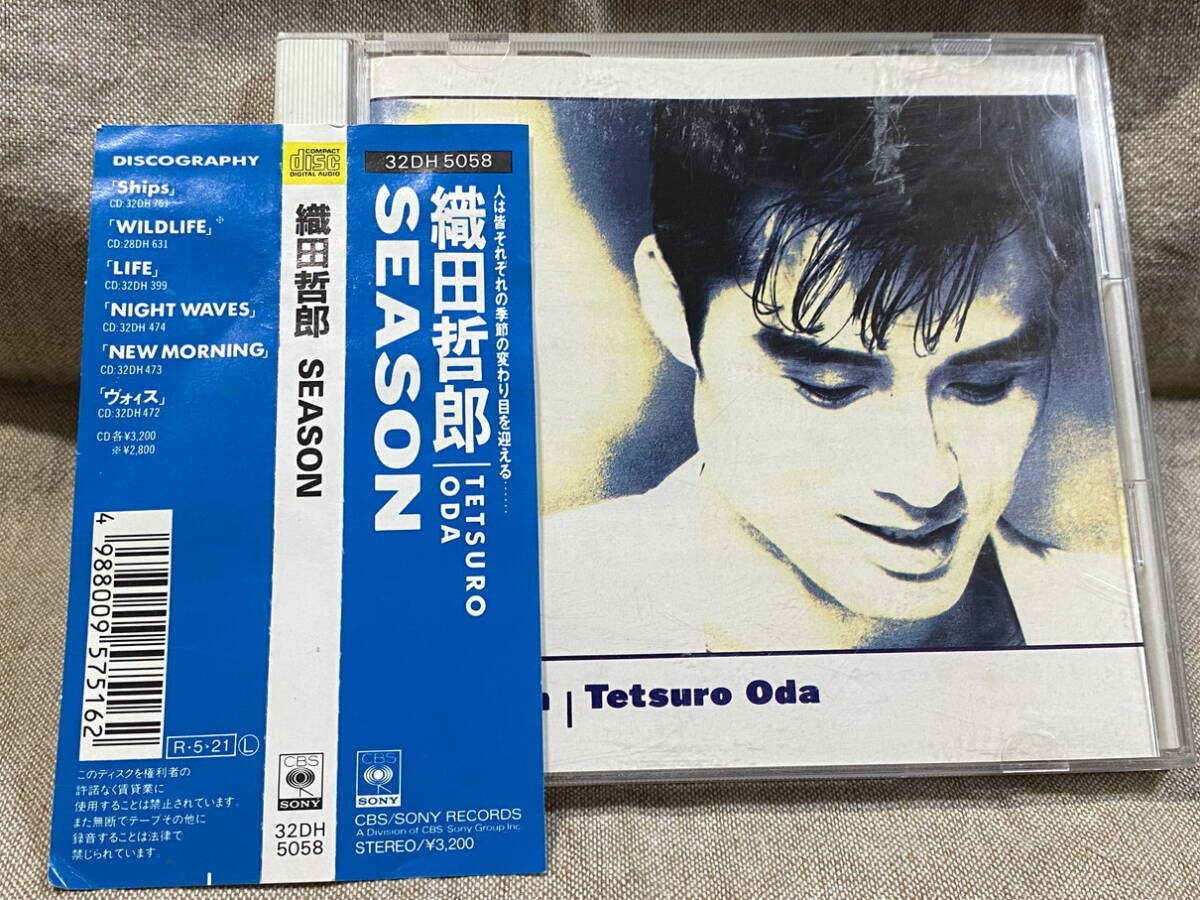 DISCOGRAPHY
「Ships」
CD:32DH 761
「WILDLIFE」※
CD:28DH 631
「LIFE」
CD:32DH 399
「NIGHT WAVES」
CD:32DH 474
「NEW MORNING」
CD:32DH 473
「ヴォイス」
CD:32DH 472
CD各¥3,200
※¥2,800
4 988009 575162
R・5・21 Ⓛ
このディスクを権利者の
許諾なく賃貸業に
使用することは禁止されています。
また無断でテープその他に
録音することは法律で
禁じられています。
COMPACT
disc
DIGITAL AUDIO
織田哲郎 SEASON
CBS
SONY
32DH
5058
32DH 5058
人は皆それぞれの季節の変わり目を迎える……
織田哲郎
TETSURO
ODA
SEASON
CBS
SONY
CBS/SONY RECORDS
A Division of CBS Sony Group Inc
STEREO/¥3,200
Tetsuro Oda